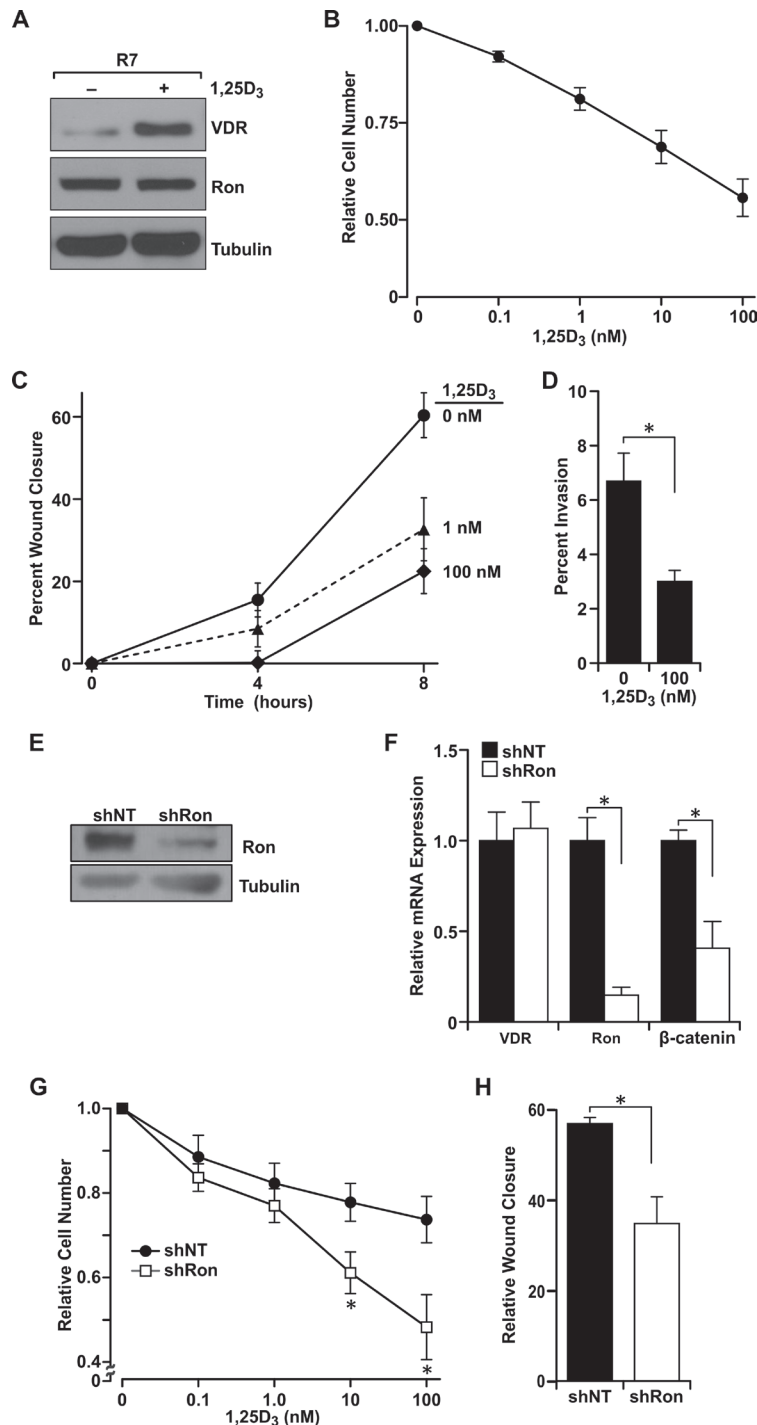 A
R7
– + 1,25D3
VDR
Ron
Tubulin
B
Relative Cell Number
1.00
0.75
0.50
0
0 0.1 1 10 100
1,25D3 (nM)
C
Percent Wound Closure
60
40
20
0
0 4 8
Time (hours)
1,25D3
0 nM
1 nM
100 nM
D
Percent Invasion
10
8
6
4
2
0
*
0 100
1,25D3 (nM)
E
shNT shRon
Ron
Tubulin
F
Relative mRNA Expression
1.5
1.0
0.5
0
shNT
shRon
* *
VDR Ron β-catenin
G
Relative Cell Number
1.0
0.8
0.6
0.4
0
shNT
shRon
*
*
0 0.1 1.0 10 100
1,25D3 (nM)
H
Relative Wound Closure
60
40
20
0
*
shNT shRon